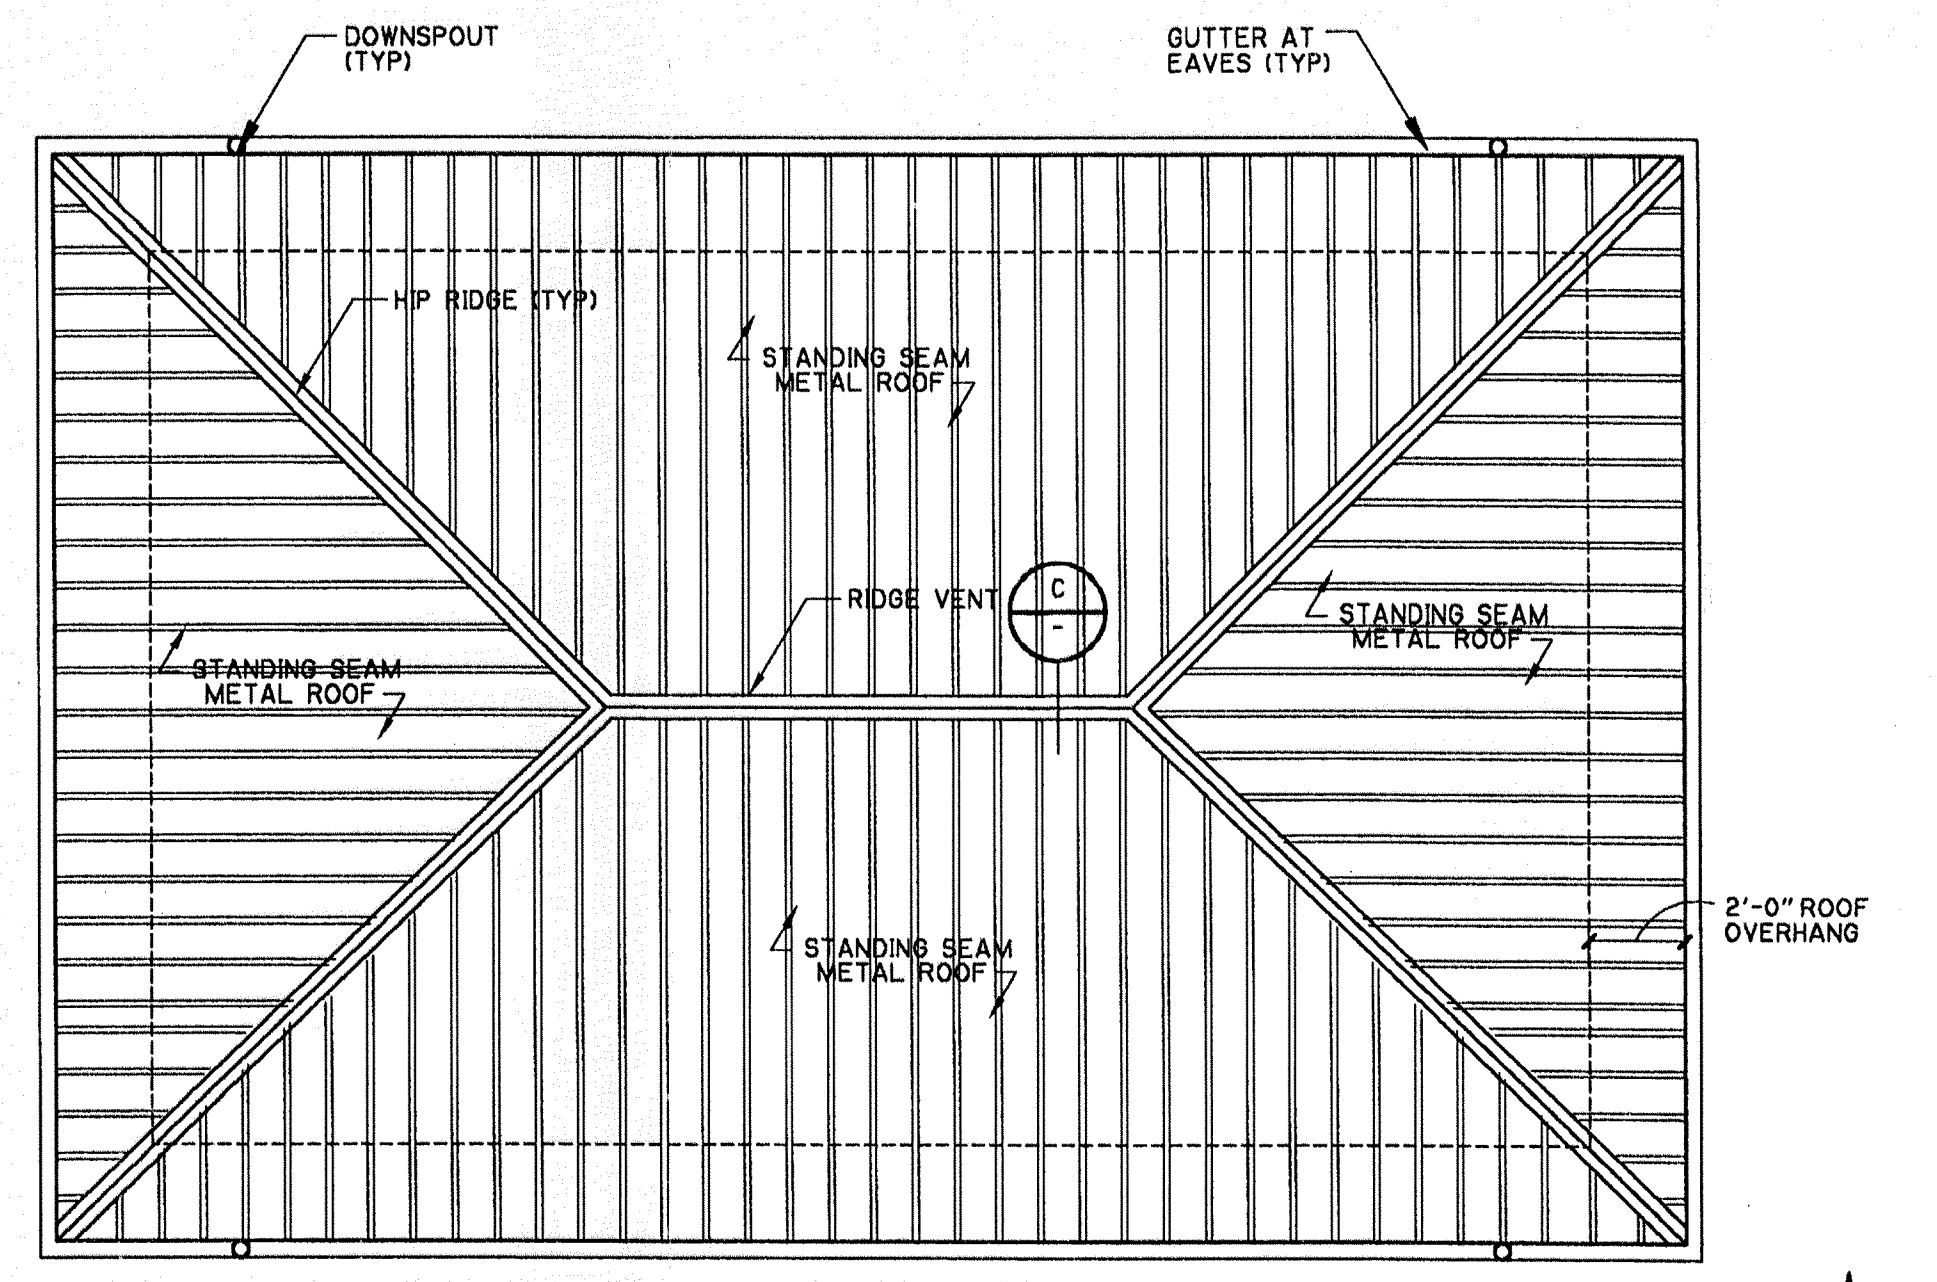 DOWNSPOUT
(TYP)
GUTTER AT
EAVES (TYP)
HIP RIDGE (TYP)
STANDING SEAM
METAL ROOF
RIDGE VENT
C
-
STANDING SEAM
METAL ROOF
STANDING SEAM
METAL ROOF
2'-0" ROOF
OVERHANG
STANDING SEAM
METAL ROOF